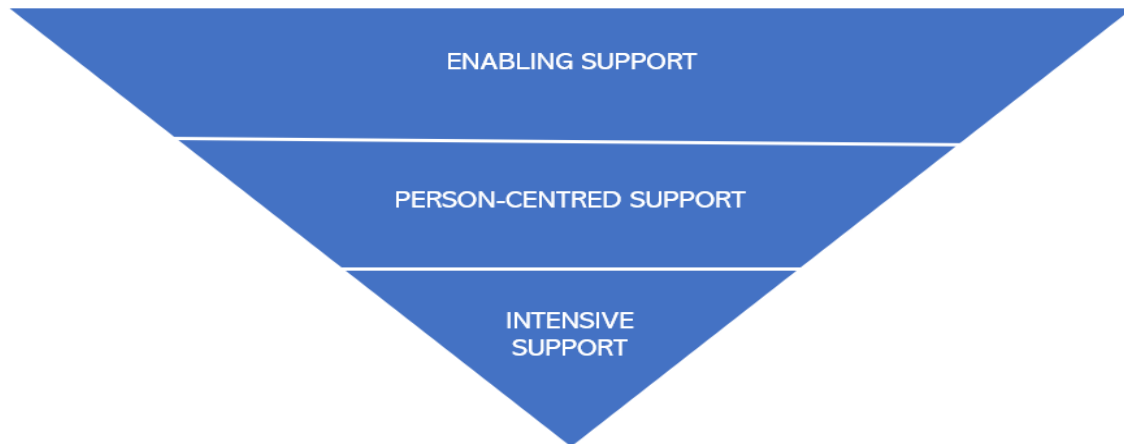 ENABLING SUPPORT
PERSON-CENTRED SUPPORT
INTENSIVE
SUPPORT